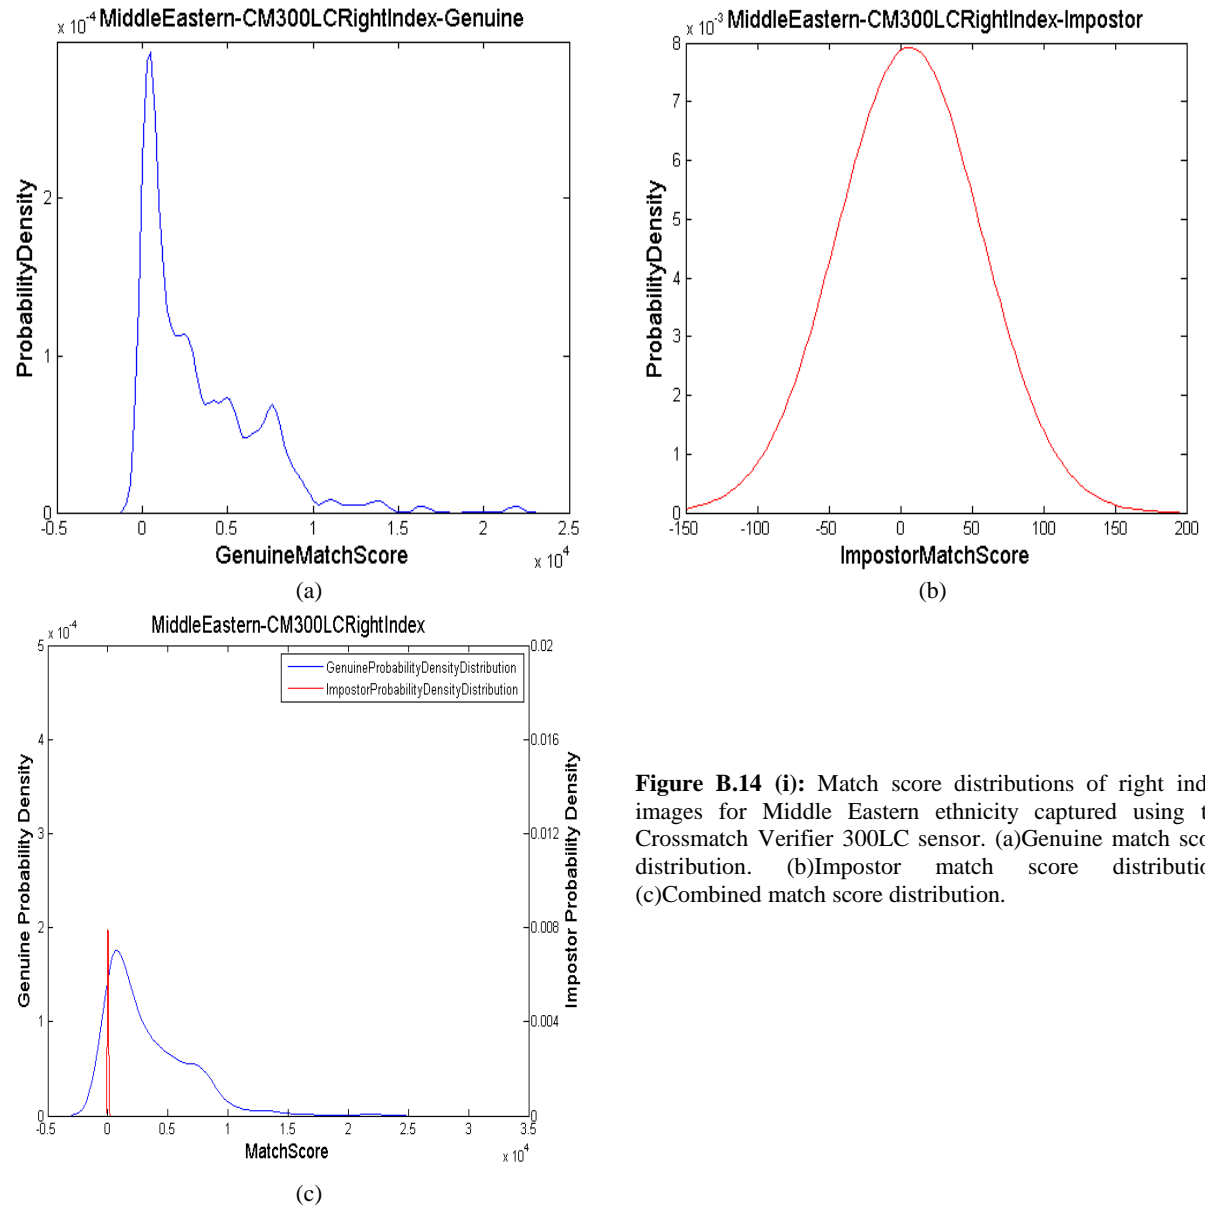 MiddleEastern-CM300LCRightIndex-Genuine
x 10-4
ProbabilityDensity
2
1
0
-0.5 0 0.5 1 1.5 2 2.5
GenuineMatchScore
x 10^4
(a)
MiddleEastern-CM300LCRightIndex-Impostor
x 10-3
ProbabilityDensity
8
7
6
5
4
3
2
1
0
-150 -100 -50 0 50 100 150 200
ImpostorMatchScore
(b)
MiddleEastern-CM300LCRightIndex
x 10-4
Genuine Probability Density
5
4
3
2
1
0
GenuineProbabilityDensityDistribution
ImpostorProbabilityDensityDistribution
0.02
0.016
0.012
0.008
0.004
0
Impostor Probability Density
-0.5 0 0.5 1 1.5 2 2.5 3 3.5
MatchScore
x 10^4
(c)
Figure B.14 (i): Match score distributions of right ind
images for Middle Eastern ethnicity captured using t
Crossmatch Verifier 300LC sensor. (a)Genuine match sco
distribution. (b)Impostor match score distributio
(c)Combined match score distribution.